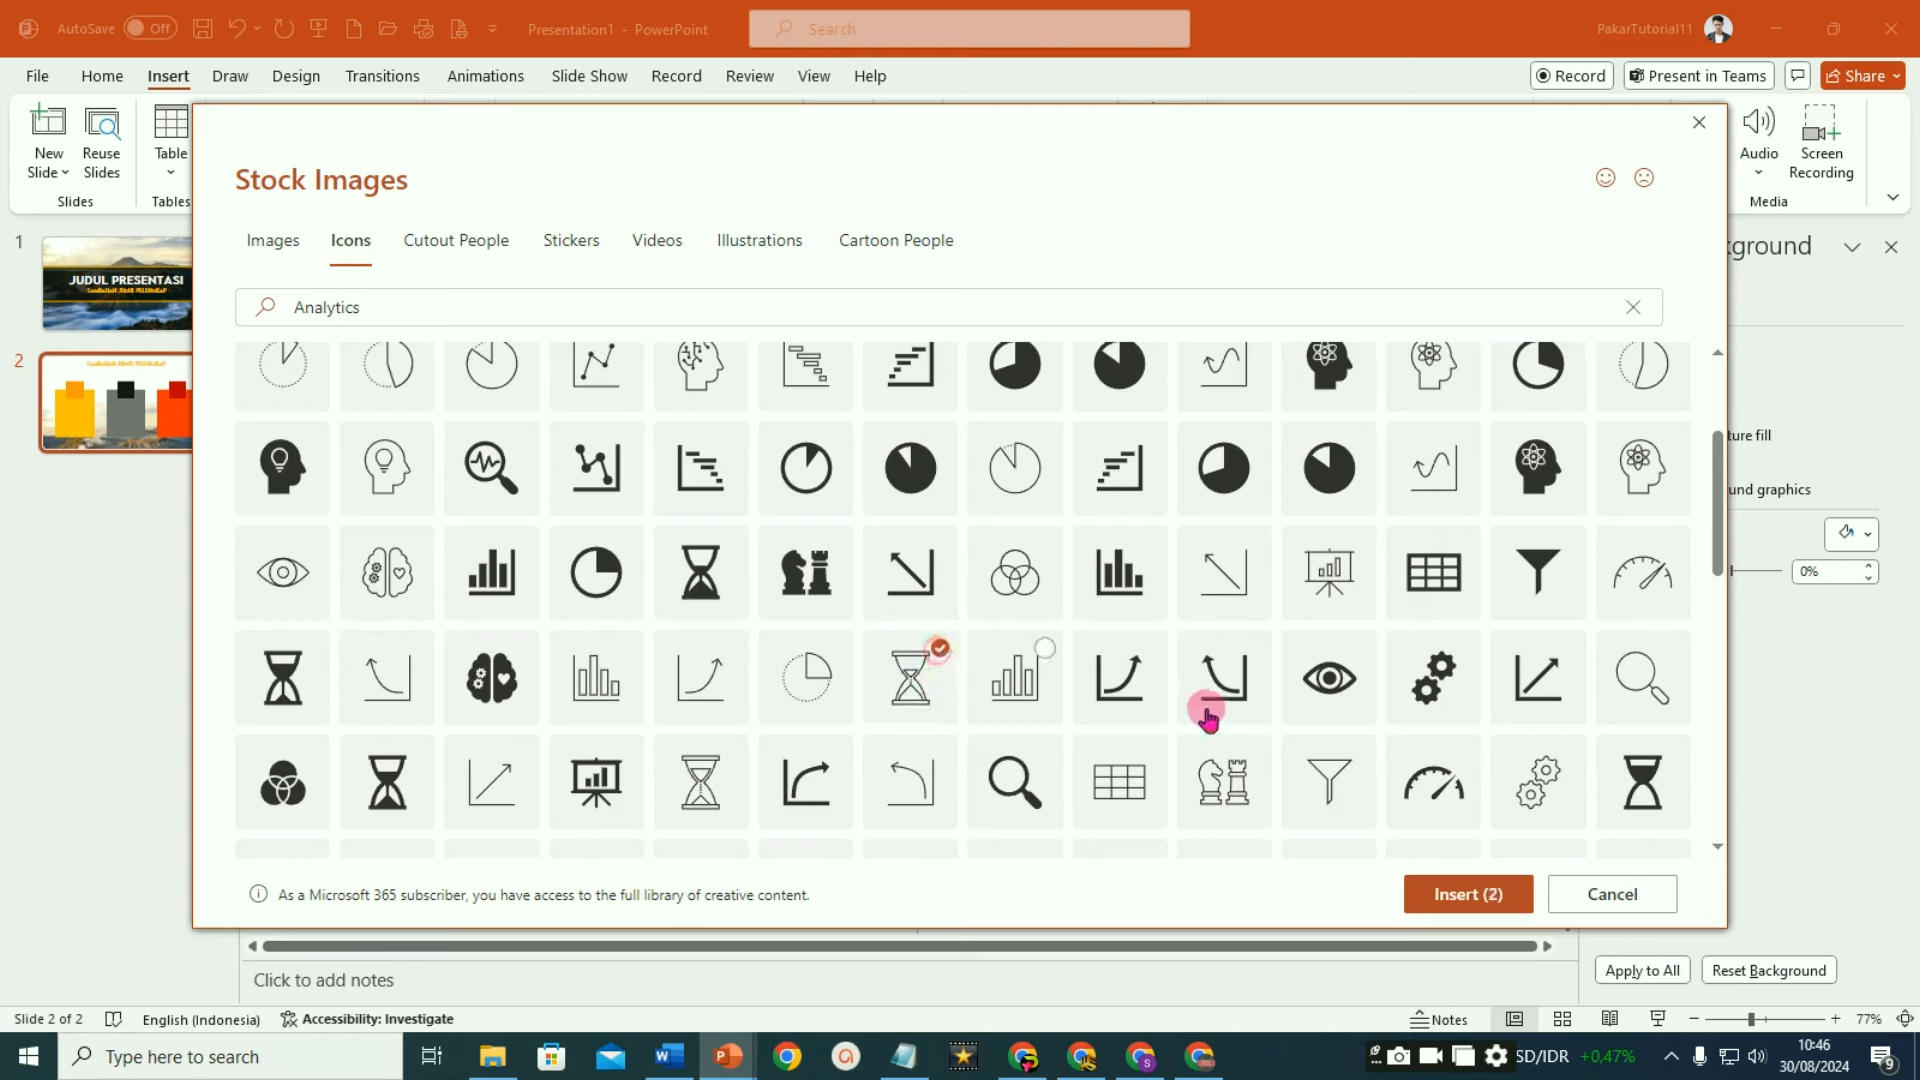 AutoSave Off
Presentation1 - PowerPoint
Search
PakarTutorial11
File Home Insert Draw Design Transitions Animations Slide Show Record Review View Help
Record Present in Teams Share
New Slide
Reuse Slides
Table
Audio
Screen Recording
Slides
Tables
Media
Stock Images
Images Icons Cutout People Stickers Videos Illustrations Cartoon People
Analytics
1
JUDUL PRESENTASI
2
kground
ture fill
und graphics
0%
As a Microsoft 365 subscriber, you have access to the full library of creative content.
Insert (2)
Cancel
Click to add notes
Apply to All
Reset Background
Slide 2 of 2
English (Indonesia)
Accessibility: Investigate
Notes
77%
Type here to search
SD/IDR +0,47%
10:46
30/08/2024
9